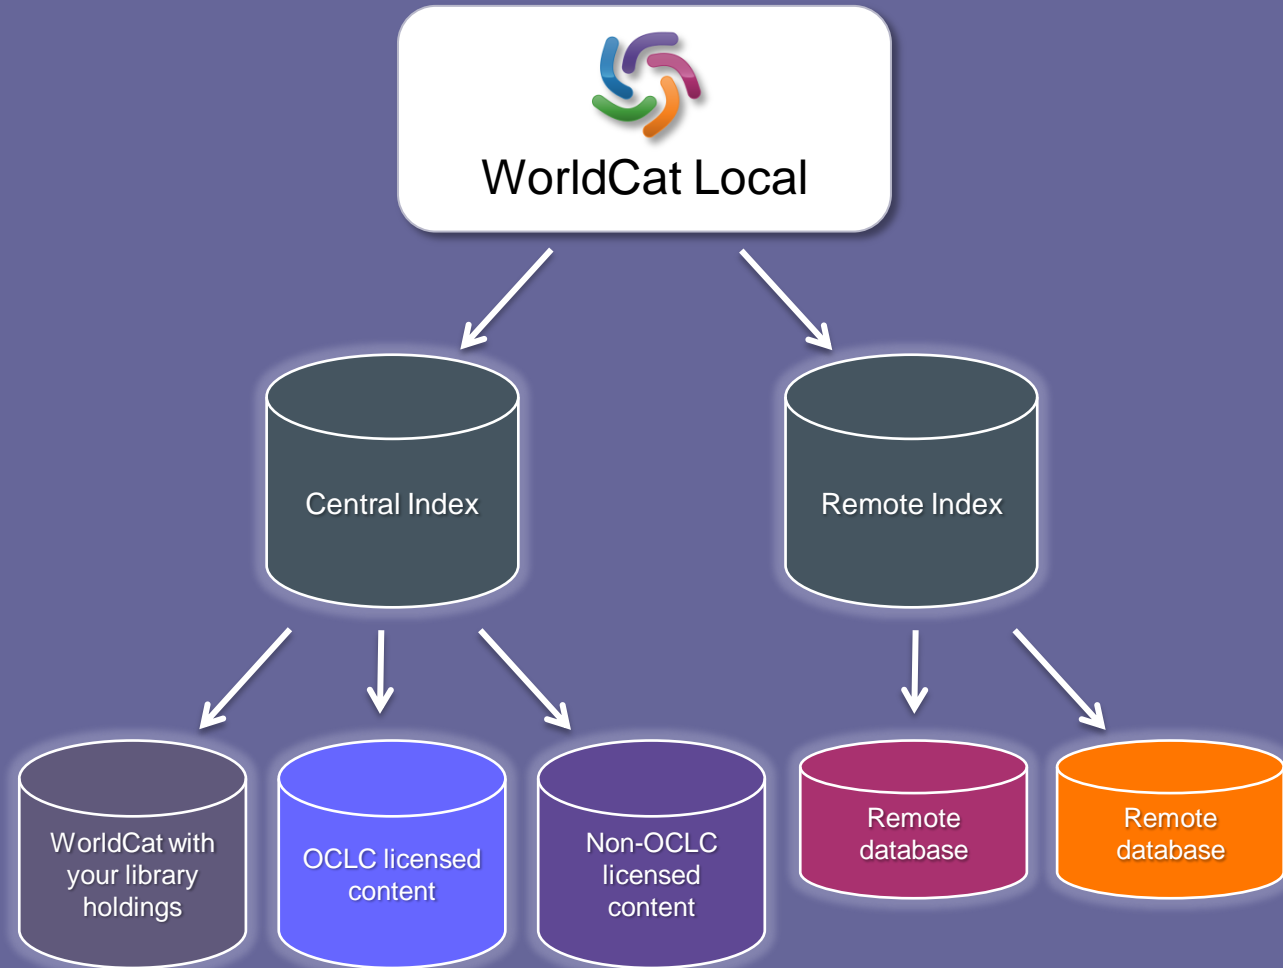 WorldCat Local
Central Index
Remote Index
WorldCat with
your library
holdings
OCLC licensed
content
Non-OCLC
licensed
content
Remote
database
Remote
database